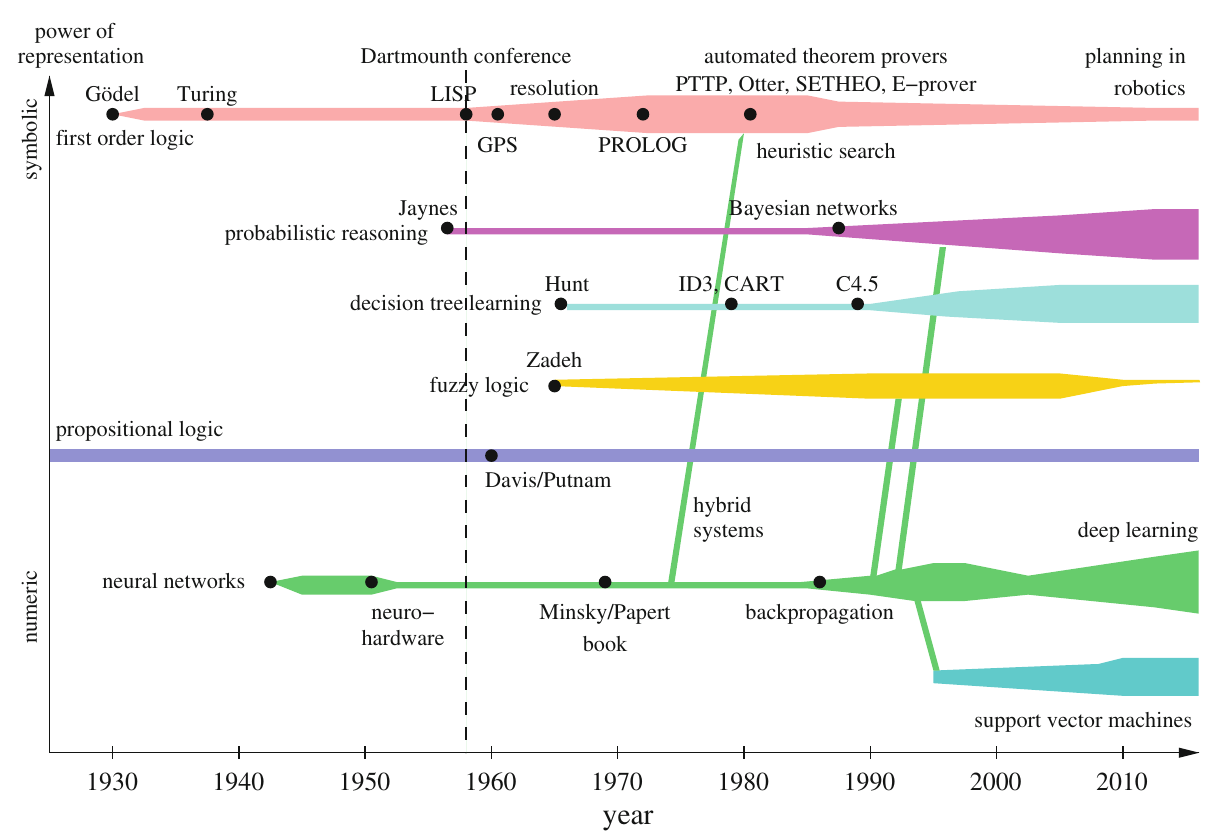 power of
representation
Dartmounth conference
automated theorem provers
planning in
PTTP, Otter, SETHEO, E−prover
robotics
Gödel
Turing
LISP
resolution
symbolic
first order logic
GPS
PROLOG
heuristic search
Jaynes
Bayesian networks
probabilistic reasoning
Hunt
ID3, CART
C4.5
decision treellearning
Zadeh
fuzzy logic
propositional logic
Davis/Putnam
hybrid
systems
deep learning
numeric
neural networks
neuro−
hardware
Minsky/Papert
book
backpropagation
support vector machines
1930 1940 1950 1960 1970 1980 1990 2000 2010
year